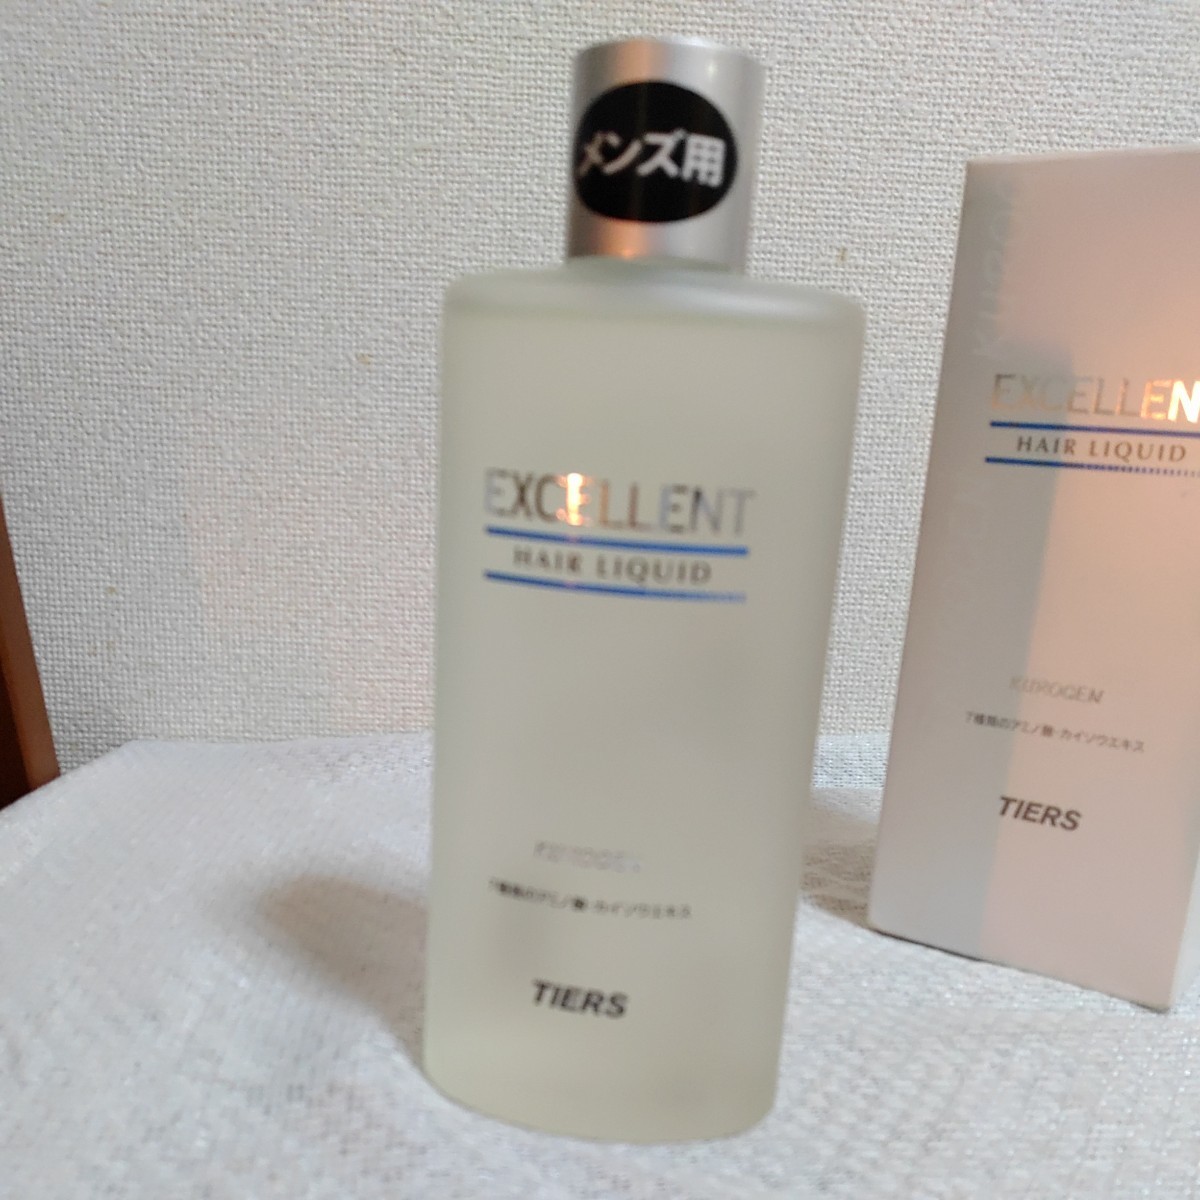 メンズ用
EXCELLENT
HAIR LIQUID
7種類のアミノ酸・カイソウエキス
TIERS
EXCELLEN
HAIR LIQUID
KUROGEN
7種類のアミノ酸・カイソウエキス
TIERS